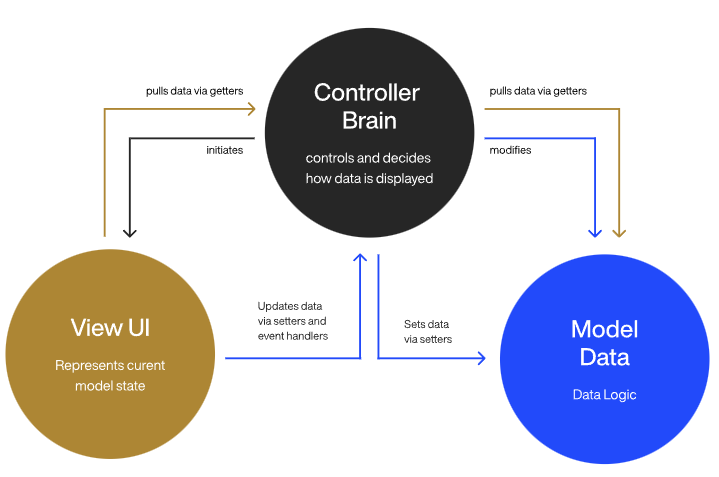 Controller
Brain
controls and decides
how data is displayed
pulls data via getters
initiates
pulls data via getters
modifies
View UI
Represents curent
model state
Updates data
via setters and
event handlers
Sets data
via setters
Model
Data
Data Logic